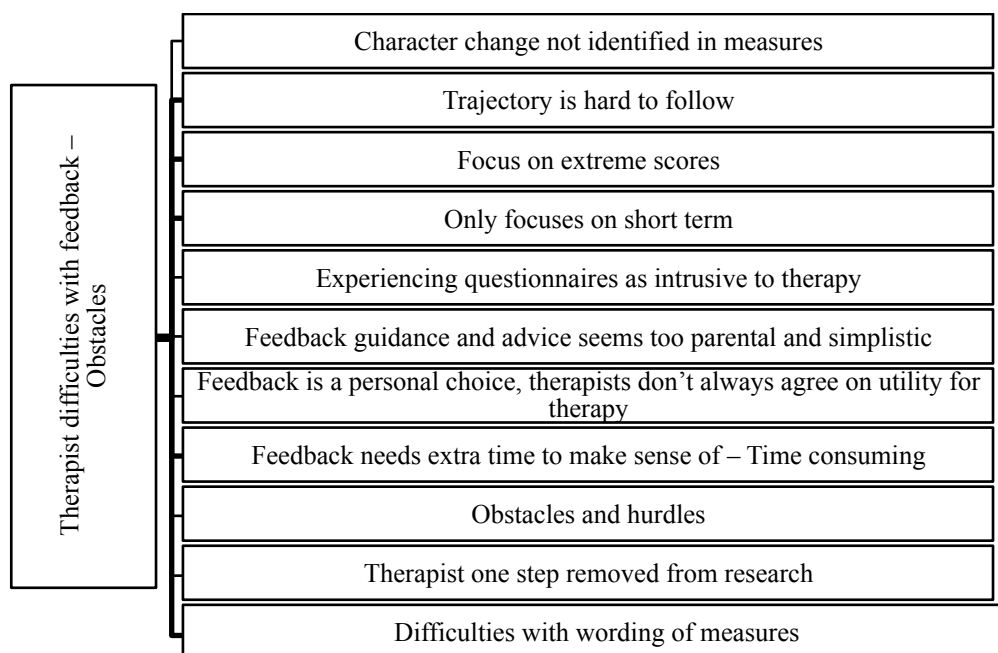 Therapist difficulties with feedback –
Obstacles
Character change not identified in measures
Trajectory is hard to follow
Focus on extreme scores
Only focuses on short term
Experiencing questionnaires as intrusive to therapy
Feedback guidance and advice seems too parental and simplistic
Feedback is a personal choice, therapists don’t always agree on utility for
therapy
Feedback needs extra time to make sense of – Time consuming
Obstacles and hurdles
Therapist one step removed from research
Difficulties with wording of measures